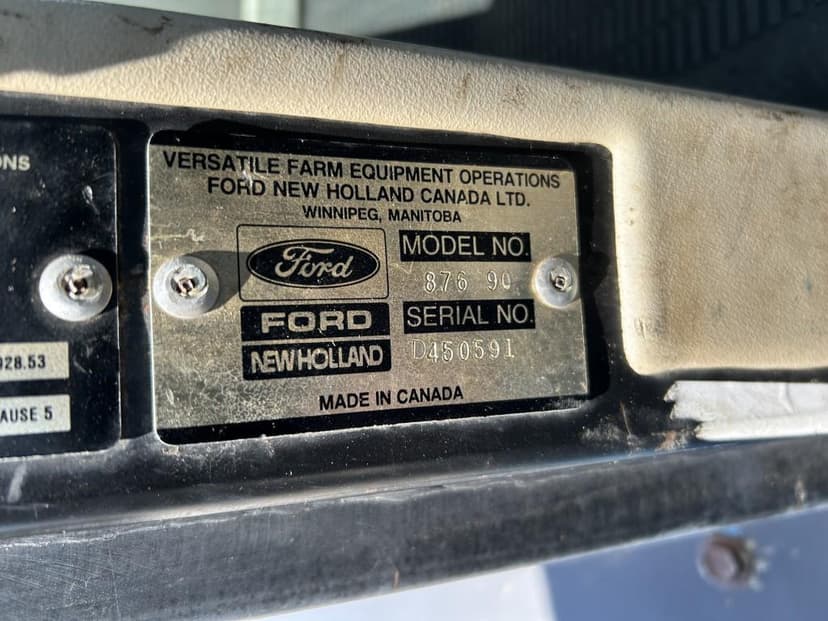 ONS
028.53
AUSE 5
VERSATILE FARM EQUIPMENT OPERATIONS
FORD NEW HOLLAND CANADA LTD.
WINNIPEG, MANITOBA
Ford
FORD
NEW HOLLAND
MODEL NO.
876 90
SERIAL NO.
D450591
MADE IN CANADA